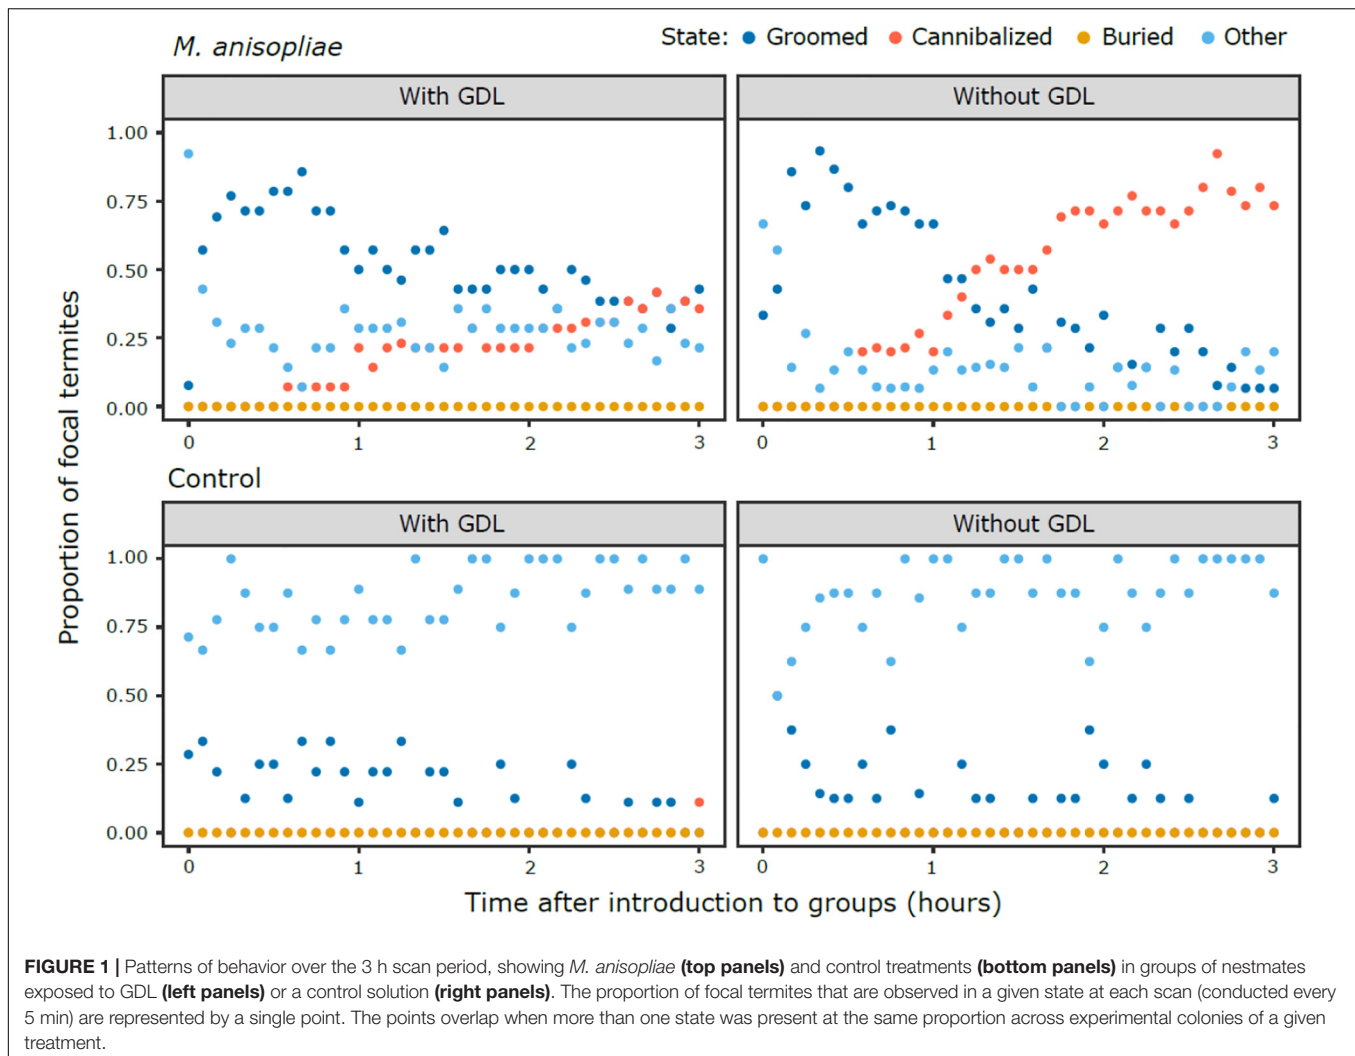 M. anisopliae
State: Groomed Cannibalized Buried Other
With GDL
Without GDL
1.00
0.75
0.50
0.25
0.00
0 1 2 3
0 1 2 3
Control
With GDL
Without GDL
1.00
0.75
0.50
0.25
0.00
0 1 2 3
0 1 2 3
Proportion of focal termites
Time after introduction to groups (hours)
FIGURE 1 | Patterns of behavior over the 3 h scan period, showing M. anisopliae (top panels) and control treatments (bottom panels) in groups of nestmates
exposed to GDL (left panels) or a control solution (right panels). The proportion of focal termites that are observed in a given state at each scan (conducted every
5 min) are represented by a single point. The points overlap when more than one state was present at the same proportion across experimental colonies of a given
treatment.